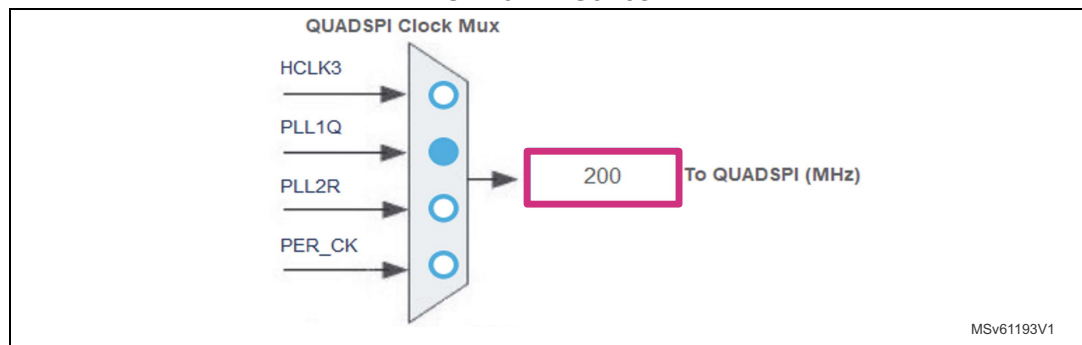 QUADSPI Clock Mux
HCLK3
PLL1Q
PLL2R
PER_CK
200
To QUADSPI (MHz)
MSv61193V1